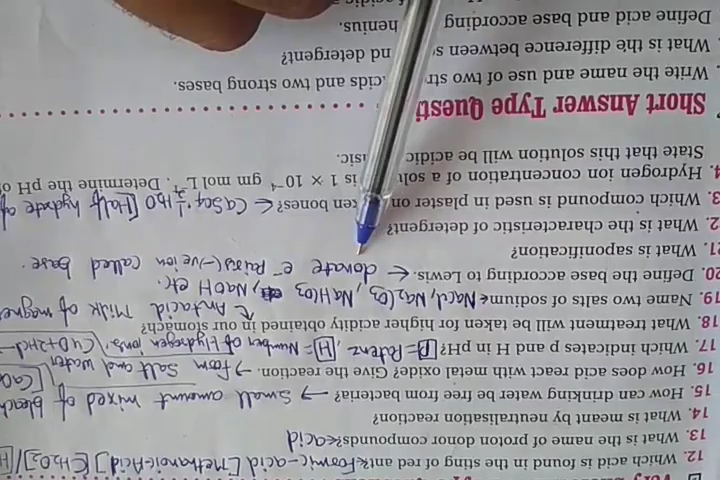 12. Which acid is found in the sting of red ant? Formic-acid [Methanoic-Acid] [CH2O2]/[H
13. What is the name of proton donor compounds? acid
14. What is meant by neutralisation reaction?
15. How can drinking water be free from bacteria? → Small amount mixed of bleach
16. How does acid react with metal oxide? Give the reaction. → form Salt and water [CaO
17. Which indicates p and H in pH? P = Potenz, H = Number of Hydrogen ions. CuO+2HCl
18. What treatment will be taken for higher acidity obtained in our stomach?
Antacid Milk of magne
19. Name two salts of sodium← NaCl, Na2CO3, NaHCO3, NaOH etc.
20. Define the base according to Lewis. ← donate e⁻ Pairs (-)ve ion called base.
21. What is saponification?
2. What is the characteristic of detergent?
3. Which compound is used in plaster on ken bones? ← CaSO4·½H2O [Half hydrate of
4. Hydrogen ion concentration of a solu is 1 × 10⁻⁴ gm mol L⁻¹. Determine the pH o
State that this solution will be acidic asic.
Short Answer Type Questi
Write the name and use of two str cids and two strong bases.
What is the difference between s nd detergent?
Define acid and base according henius.